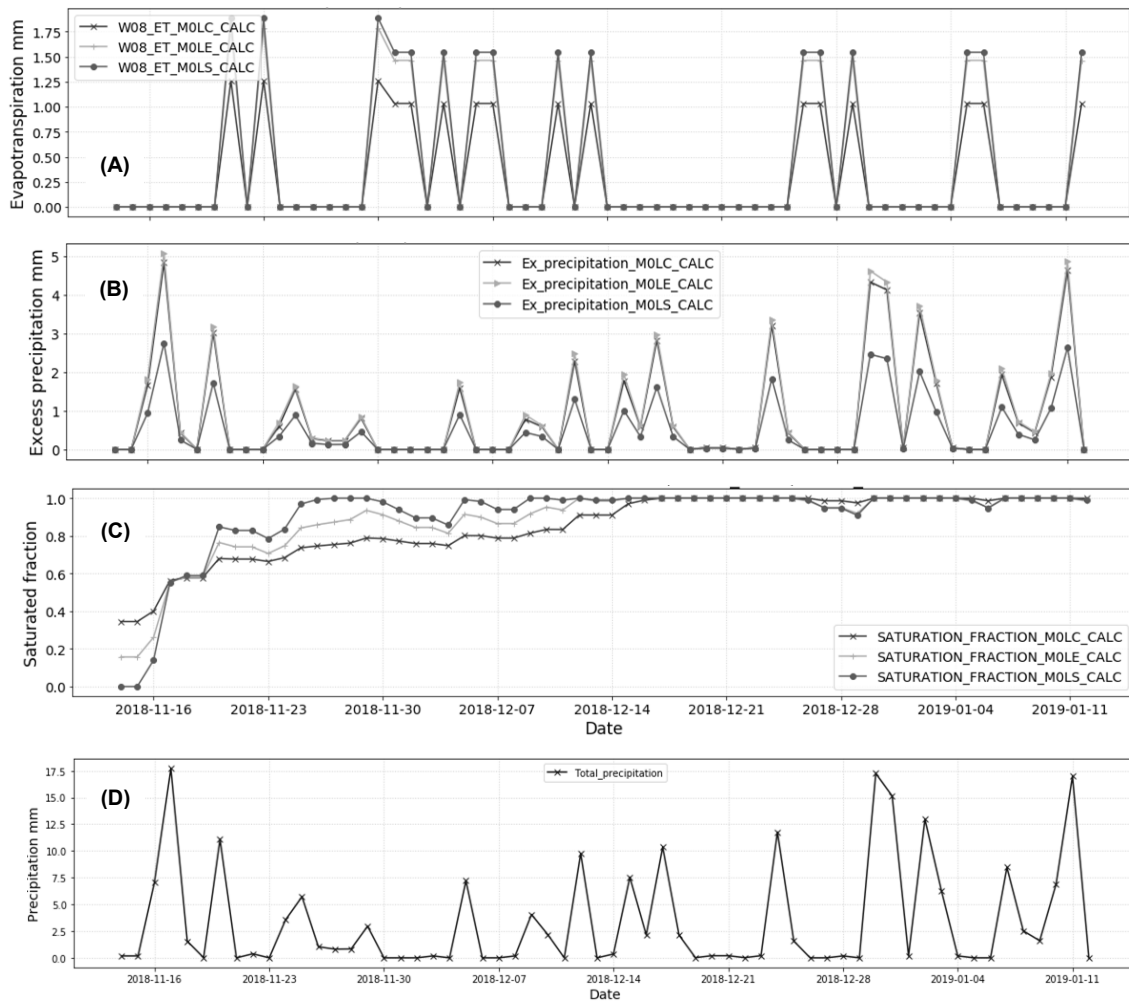 W08_ET_M0LC_CALC
W08_ET_M0LE_CALC
W08_ET_M0LS_CALC
Evapotranspiration mm
1.75
1.50
1.25
1.00
0.75
0.50
0.25
0.00
(A)
Ex_precipitation_M0LC_CALC
Ex_precipitation_M0LE_CALC
Ex_precipitation_M0LS_CALC
Excess precipitation mm
5
4
3
2
1
0
(B)
Saturated fraction
1.0
0.8
0.6
0.4
0.2
0.0
(C)
SATURATION_FRACTION_M0LC_CALC
SATURATION_FRACTION_M0LE_CALC
SATURATION_FRACTION_M0LS_CALC
2018-11-16 2018-11-23 2018-11-30 2018-12-07 2018-12-14 2018-12-21 2018-12-28 2019-01-04 2019-01-11
Date
Total_precipitation
Precipitation mm
17.5
15.0
12.5
10.0
7.5
5.0
2.5
0.0
(D)
2018-11-16 2018-11-23 2018-11-30 2018-12-07 2018-12-14 2018-12-21 2018-12-28 2019-01-04 2019-01-11
Date